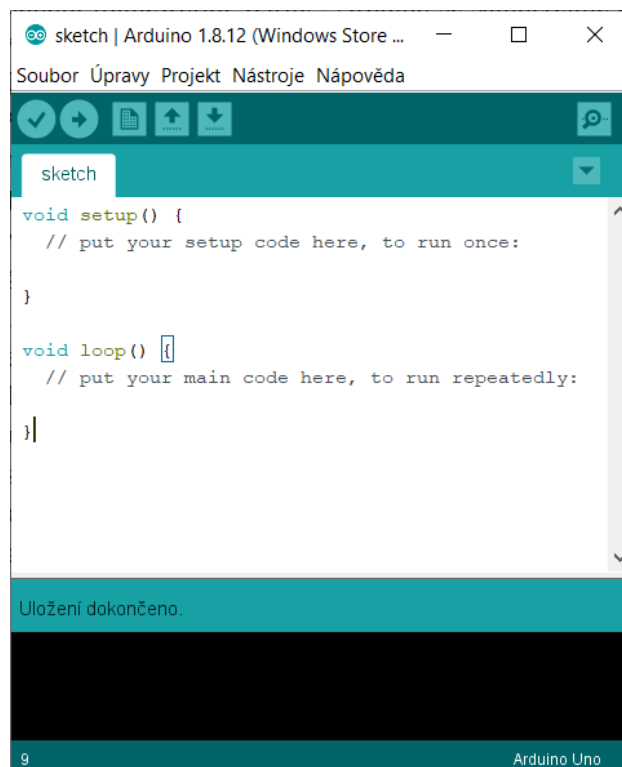 sketch | Arduino 1.8.12 (Windows Store ...
Soubor Úpravy Projekt Nástroje Nápověda
sketch
void setup() {
  // put your setup code here, to run once:
}
void loop() {
  // put your main code here, to run repeatedly:
}
Uložení dokončeno.
9 Arduino Uno